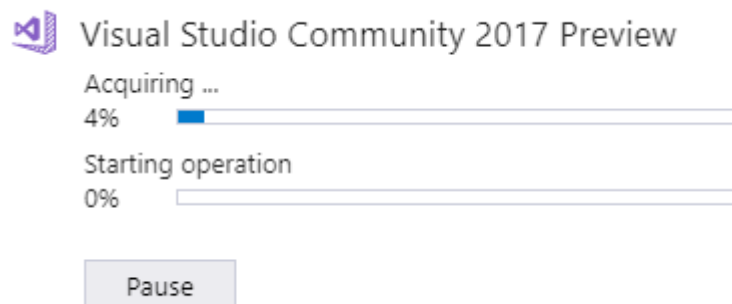 Visual Studio Community 2017 Preview
Acquiring ...
4%
Starting operation
0%
Pause